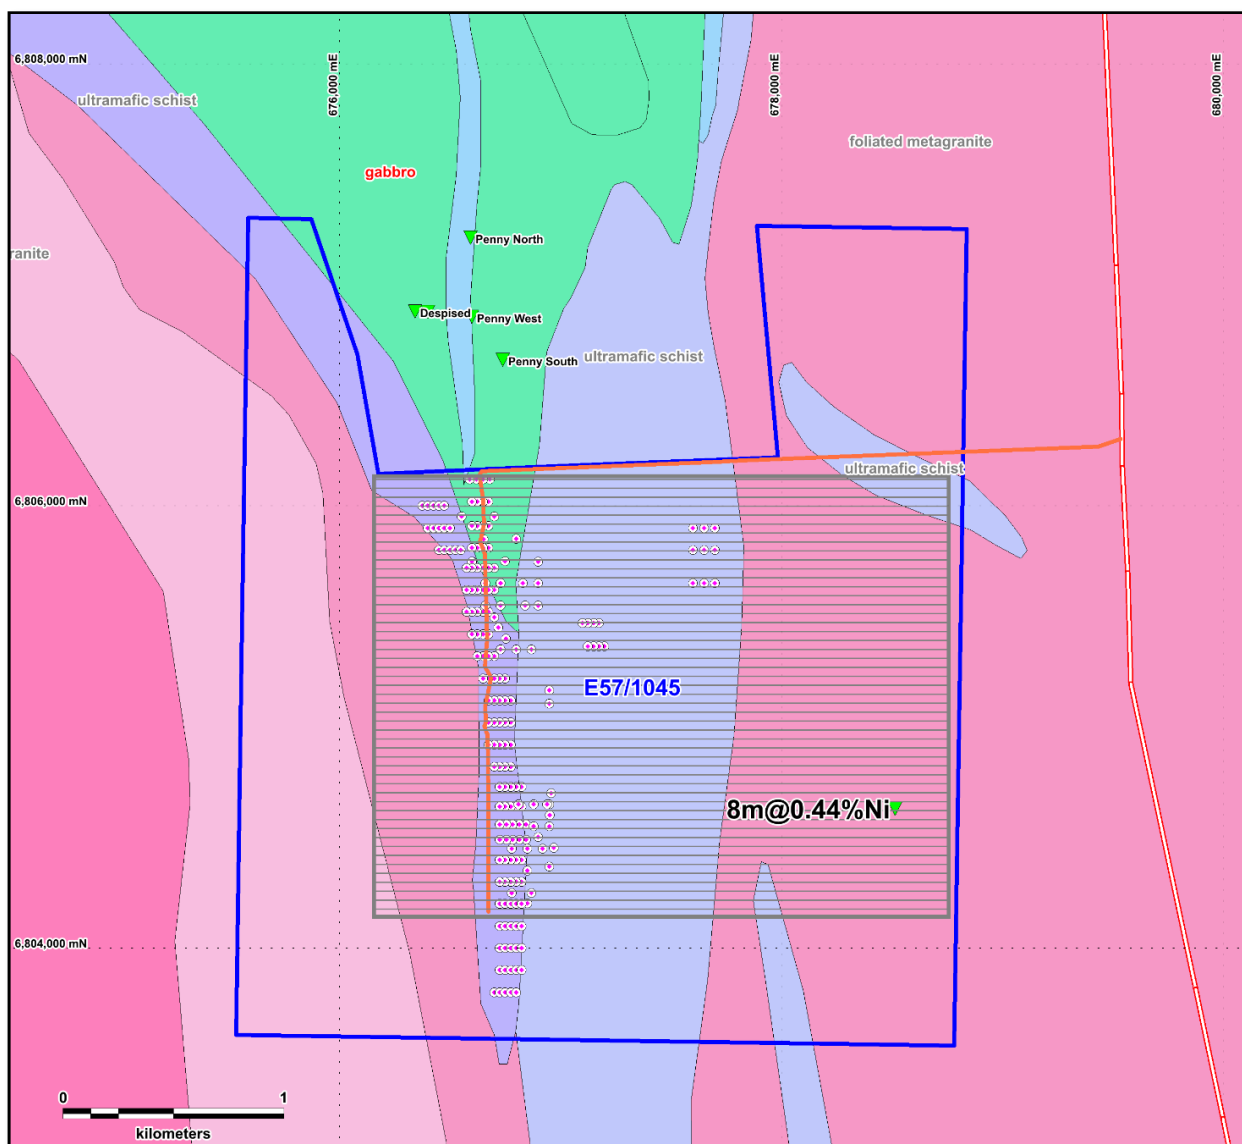 6,808,000 mN
676,000 mE
678,000 mE
680,000 mE
ultramafic schist
foliated metagranite
gabbro
Penny North
ranite
Despised
Penny West
Penny South
ultramafic schist
ultramafic schist
6,806,000 mN
E57/1045
8m@0.44%Ni
6,804,000 mN
0 1
kilometers